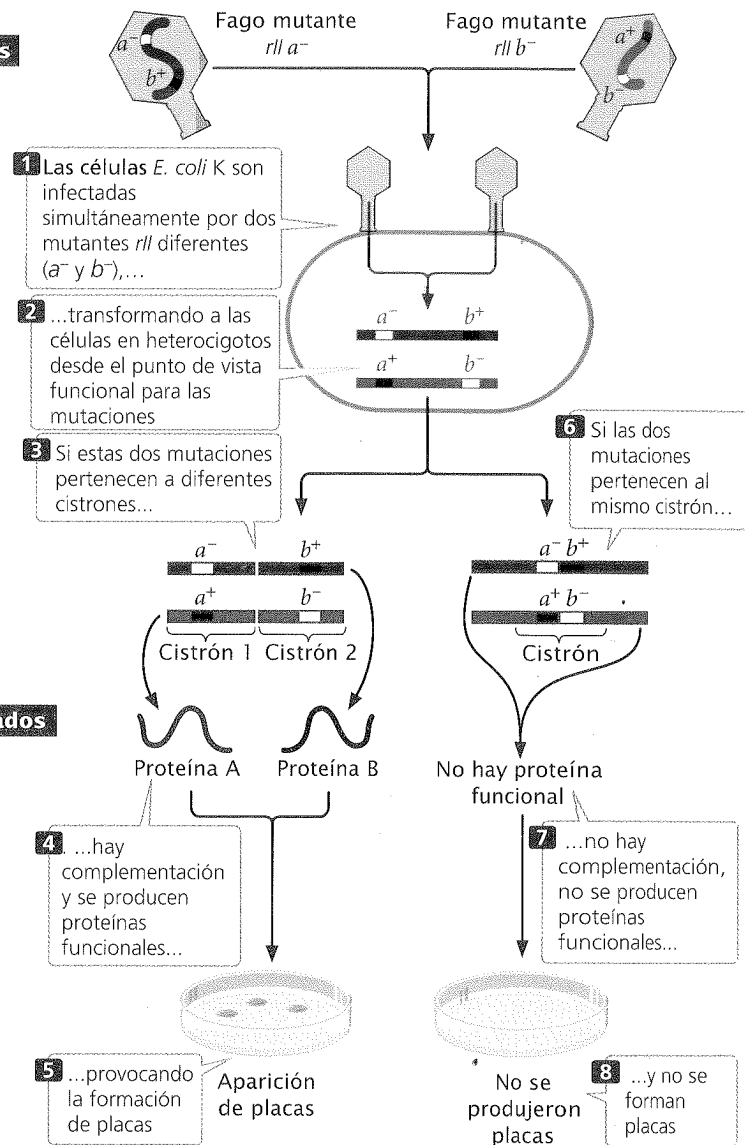 Fago mutante
rII a⁻
Fago mutante
rII b⁻
a⁻
b⁺
a⁺
b⁻
s
1 Las células E. coli K son
infectadas
simultáneamente por dos
mutantes rII diferentes
(a⁻ y b⁻),...
2 ...transformando a las
células en heterocigotos
desde el punto de vista
funcional para las
mutaciones
a⁻ b⁺
a⁺ b⁻
3 Si estas dos mutaciones
pertenecen a diferentes
cistrones...
6 Si las dos
mutaciones
pertenecen al
mismo cistrón...
a⁻ b⁺
a⁺ b⁻
Cistrón 1 Cistrón 2
a⁻ b⁺
a⁺ b⁻
Cistrón
ados
Proteína A Proteína B
No hay proteína
funcional
4 ...hay
complementación
y se producen
proteínas
funcionales...
7 ...no hay
complementación,
no se producen
proteínas
funcionales...
5 ...provocando
la formación
de placas
Aparición
de placas
No se
produjeron
placas
8 ...y no se
forman
placas